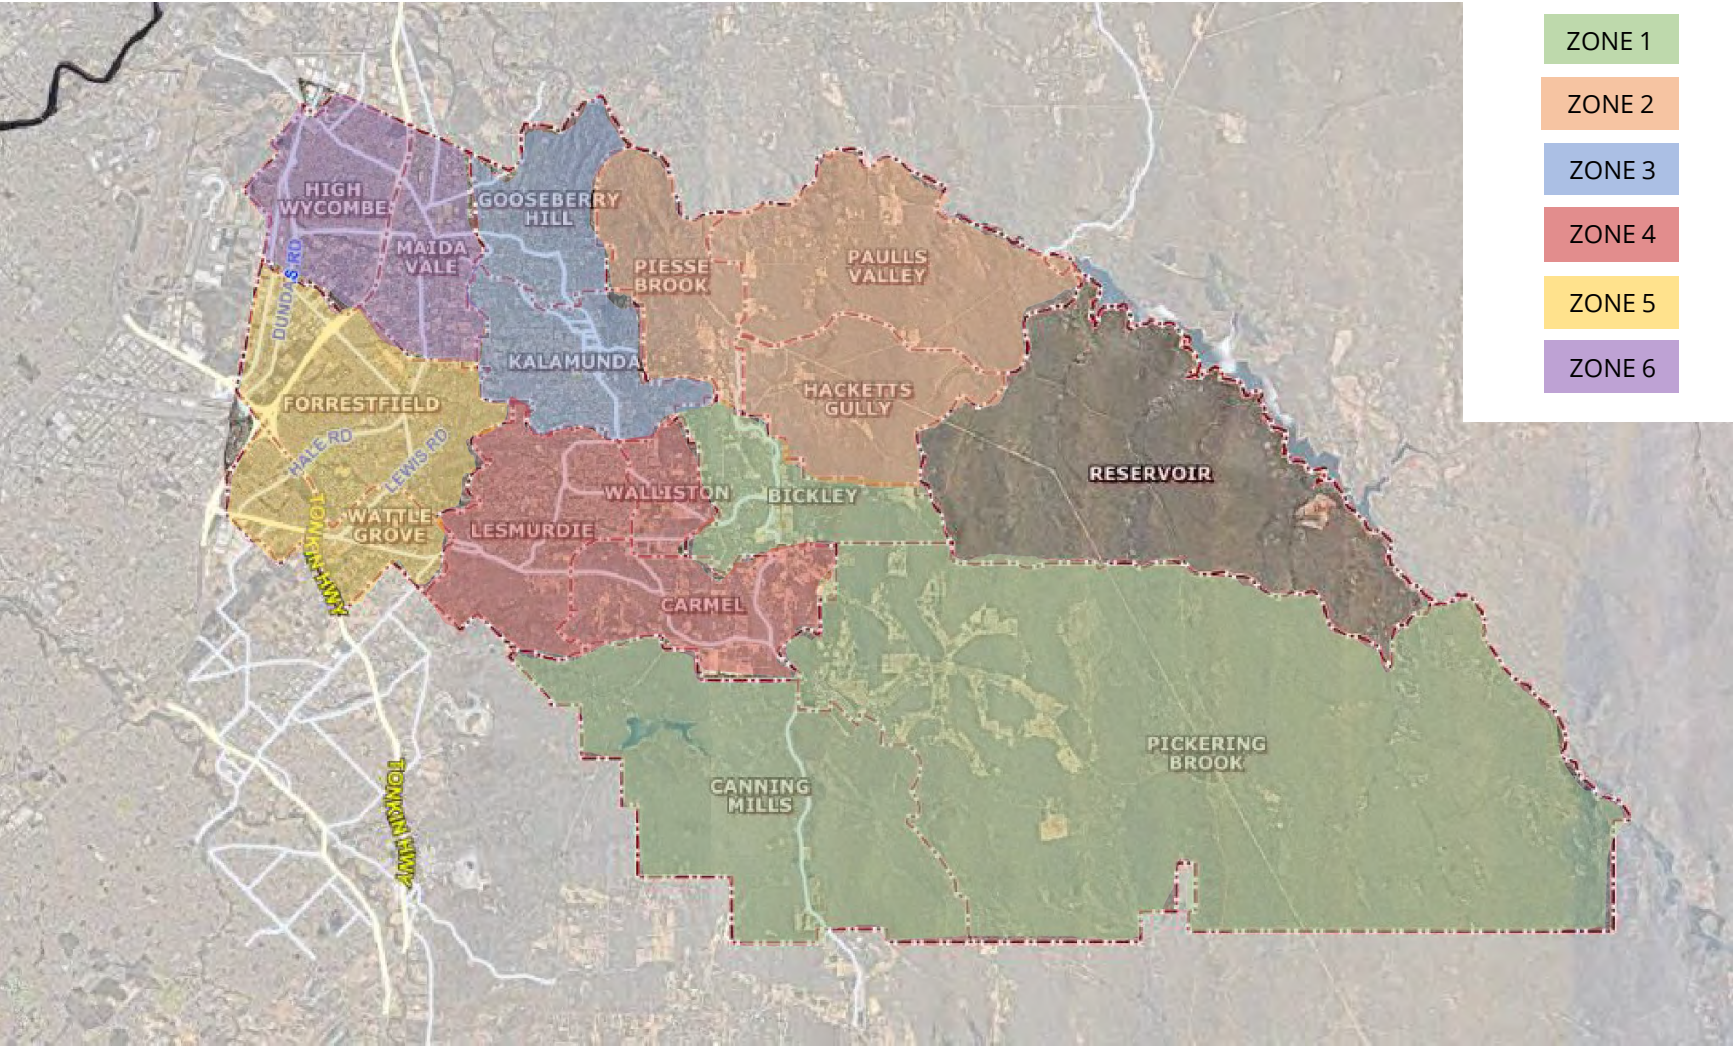 ZONE 1
ZONE 2
ZONE 3
ZONE 4
ZONE 5
ZONE 6
HIGH
WYCOMBE
GOOSEBERRY
HILL
MAIDA
VALE
DUNDAS RD
PIESSE
BROOK
PAULLS
VALLEY
KALAMUNDA
HACKETTS
GULLY
FORRESTFIELD
HALE RD
LEWIS RD
RESERVOIR
WALLISTON
BICKLEY
WATTLE
GROVE
LESMURDIE
TONKIN HWY
CARMEL
PICKERING
BROOK
CANNING
MILLS
TONKIN HWY